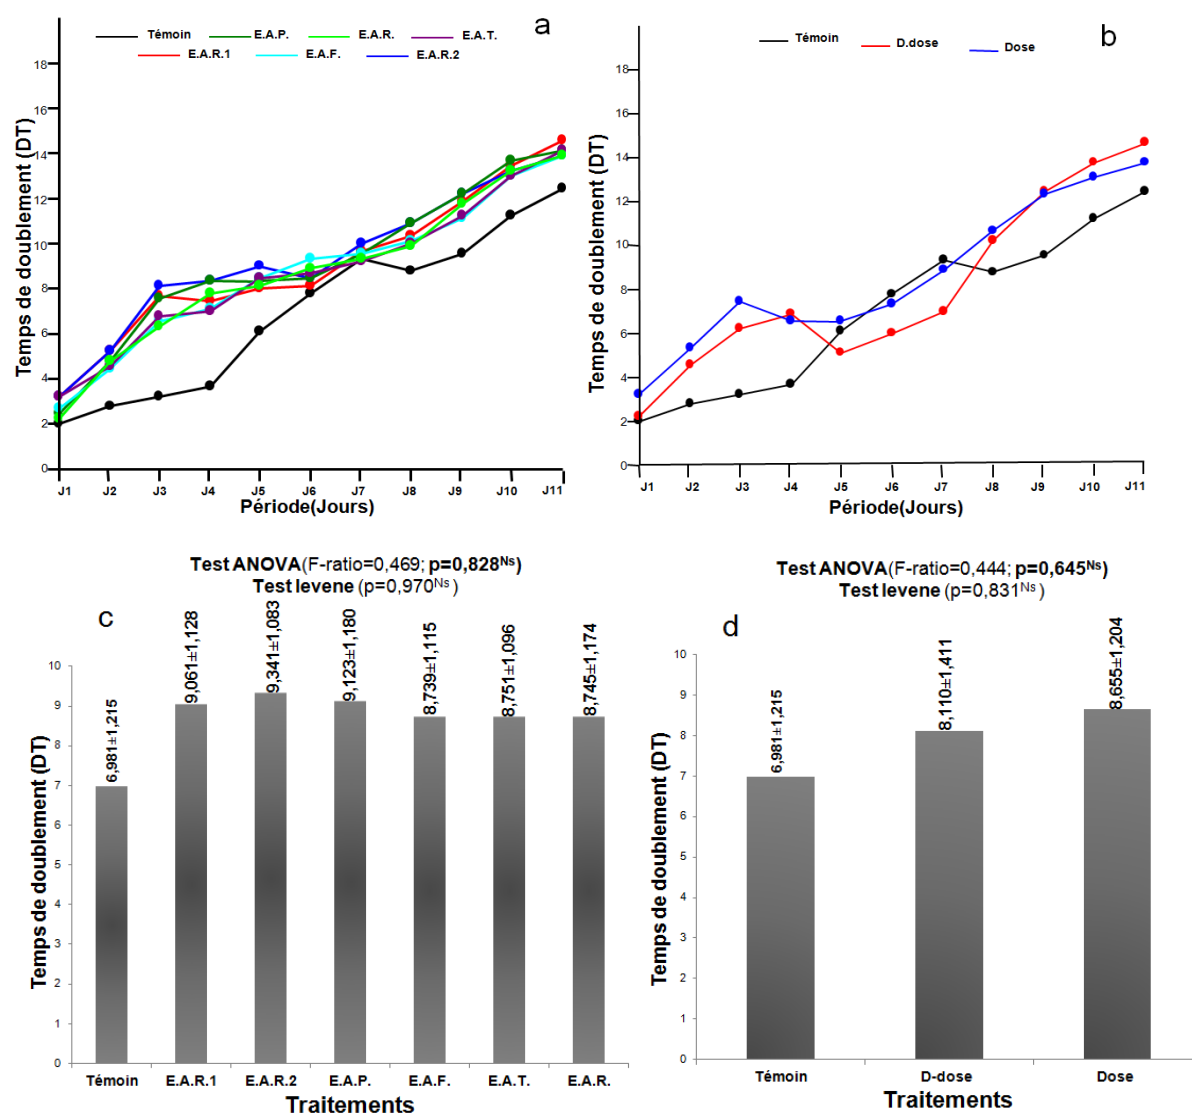 a
Témoin E.A.P. E.A.R. E.A.T.
E.A.R.1 E.A.F. E.A.R.2
Temps de doublement (DT)
18
16
14
12
10
8
6
4
2
0
J1 J2 J3 J4 J5 J6 J7 J8 J9 J10 J11
Période(Jours)
b
Témoin D.dose Dose
Temps de doublement (DT)
18
16
14
12
10
8
6
4
2
0
J1 J2 J3 J4 J5 J6 J7 J8 J9 J10 J11
Période(Jours)
Test ANOVA(F-ratio=0,469; p=0,828Ns)
Test levene (p=0,970Ns )
c
6,981±1,215
9,061±1,128
9,341±1,083
9,123±1,180
8,739±1,115
8,751±1,096
8,745±1,174
Temps de doublement (DT)
10
9
8
7
6
5
4
3
2
1
0
Témoin E.A.R.1 E.A.R.2 E.A.P. E.A.F. E.A.T. E.A.R.
Traitements
Test ANOVA(F-ratio=0,444; p=0,645Ns)
Test levene (p=0,831Ns )
d
6,981±1,215
8,110±1,411
8,655±1,204
Temps de doublement (DT)
10
9
8
7
6
5
4
3
2
1
0
Témoin D-dose Dose
Traitements